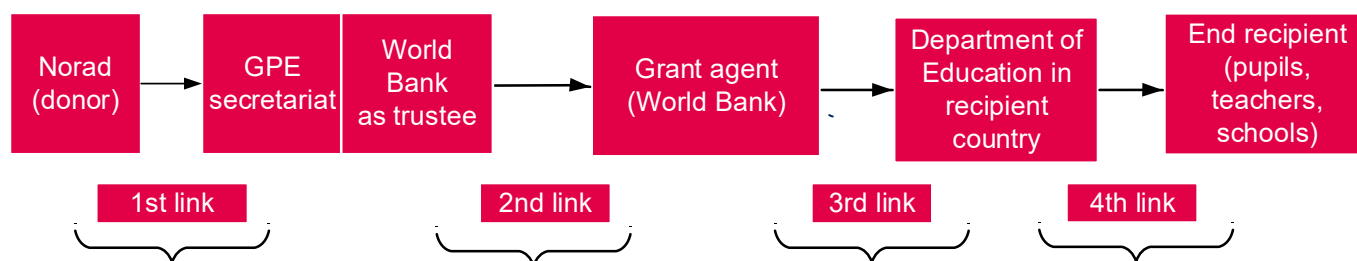 Norad
(donor)
GPE
secretariat
World
Bank
as trustee
Grant agent
(World Bank)
Department of
Education in
recipient
country
End recipient
(pupils,
teachers,
schools)
1st link
2nd link
3rd link
4th link